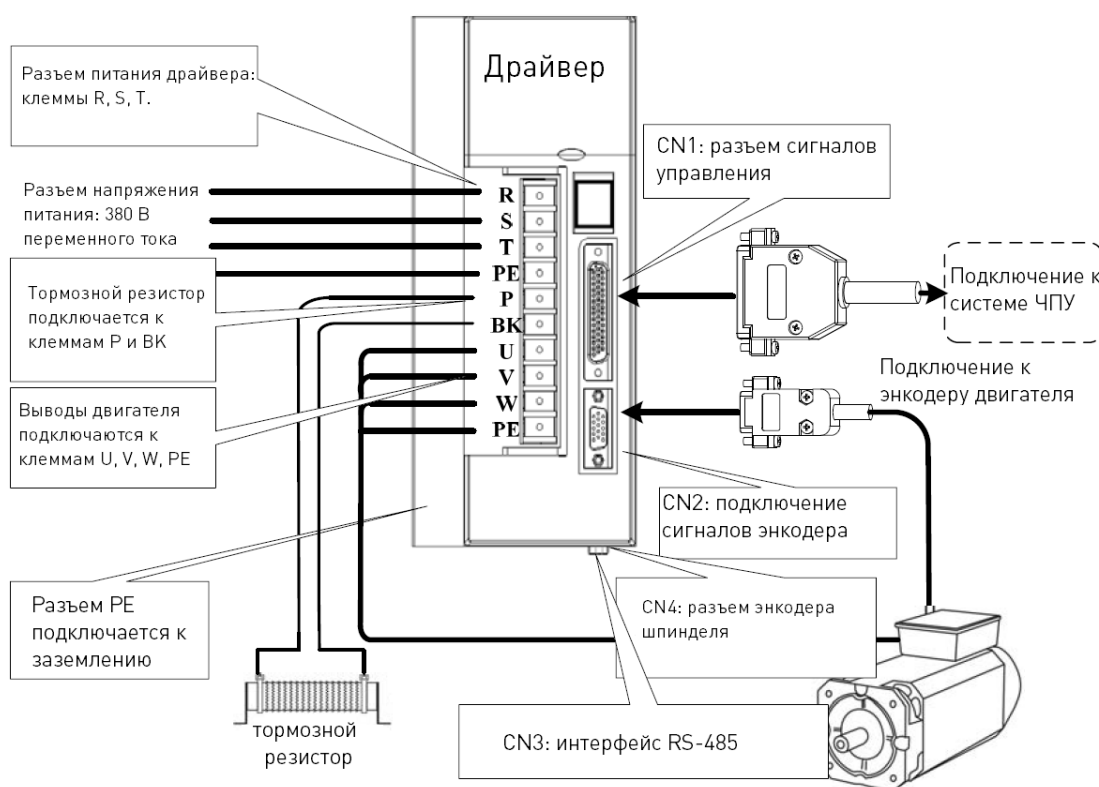 Драйвер
Разъем питания драйвера:
клеммы R, S, T.
CN1: разъем сигналов
управления
Разъем напряжения
питания: 380 В
переменного тока
R
S
T
PE
P
BK
U
V
W
PE
Тормозной резистор
подключается к
клеммам P и BK
Подключение к
системе ЧПУ
Подключение к
энкодеру двигателя
Выводы двигателя
подключаются к
клеммам U, V, W, PE
CN2: подключение
сигналов энкодера
Разъем PE
подключается к
заземлению
CN4: разъем энкодера
шпинделя
тормозной
резистор
CN3: интерфейс RS-485